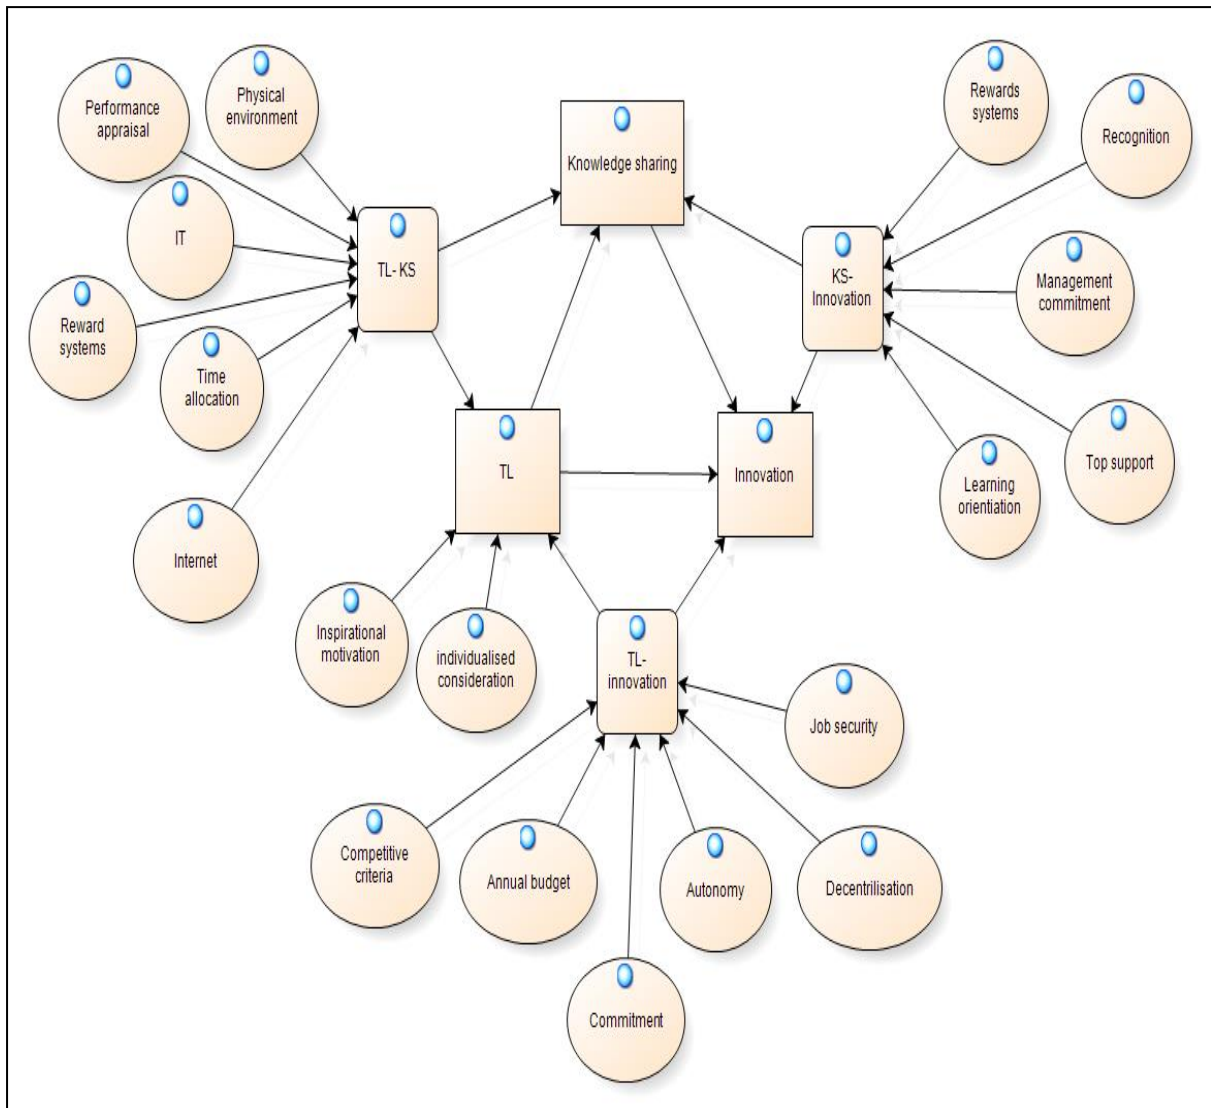 Performance
appraisal
Physical
environment
IT
Reward
systems
Time
allocation
Internet
TL- KS
Knowledge sharing
Rewards
systems
Recognition
KS-
Innovation
Management
commitment
Top support
Learning
orientiation
TL
Innovation
Inspirational
motivation
individualised
consideration
TL-
innovation
Job security
Competitive
criteria
Annual budget
Autonomy
Decentrilisation
Commitment